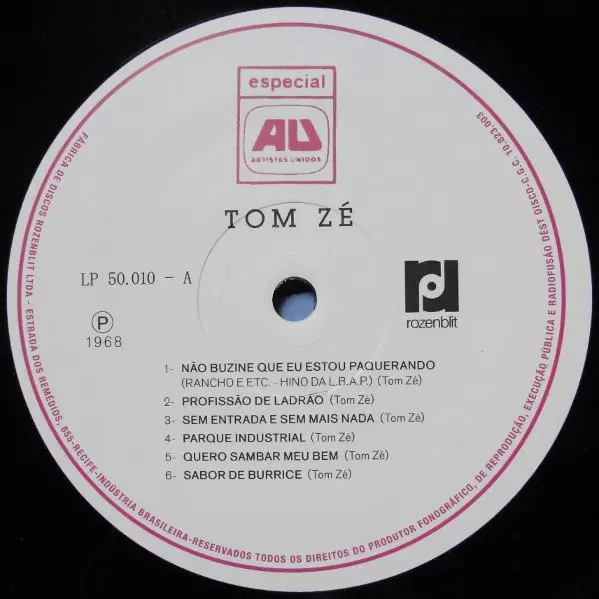 especial
AU
ARTISTAS UNIDOS
TOM ZÉ
LP 50.010 - A
P
1968
rozenblit
1- NÃO BUZINE QUE EU ESTOU PAQUERANDO
(RANCHO E ETC. - HINO DA L.B.A.P.) (Tom Zé)
2- PROFISSÃO DE LADRÃO (Tom Zé)
3- SEM ENTRADA E SEM MAIS NADA (Tom Zé)
4- PARQUE INDUSTRIAL (Tom Zé)
5- QUERO SAMBAR MEU BEM (Tom Zé)
6- SABOR DE BURRICE (Tom Zé)
FÁBRICA DE DISCOS ROZENBLIT LTDA - ESTRADA DOS REMÉDIOS, 855-RECIFE-INDÚSTRIA BRASILEIRA-RESERVADOS TODOS OS DIREITOS DO PRODUTOR FONOGRÁFICO, DE REPRODUÇÃO, EXECUÇÃO PÚBLICA E RADIOFUSÃO DEST DISCO-C.G.C. 10.823.003